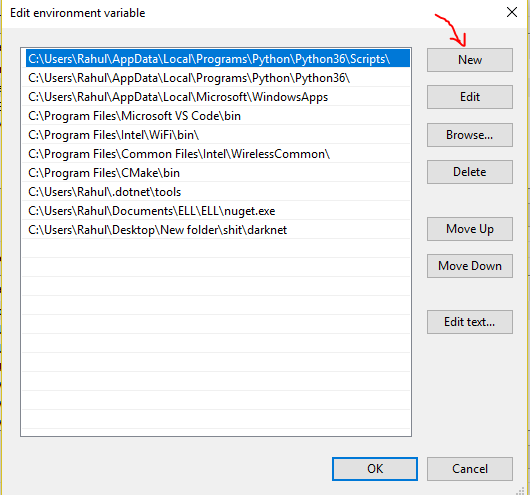 Edit environment variable
C:\Users\Rahul\AppData\Local\Programs\Python\Python36\Scripts\
C:\Users\Rahul\AppData\Local\Programs\Python\Python36\
C:\Users\Rahul\AppData\Local\Microsoft\WindowsApps
C:\Program Files\Microsoft VS Code\bin
C:\Program Files\Intel\WiFi\bin\
C:\Program Files\Common Files\Intel\WirelessCommon\
C:\Program Files\CMake\bin
C:\Users\Rahul\.dotnet\tools
C:\Users\Rahul\Documents\ELL\ELL\nuget.exe
C:\Users\Rahul\Desktop\New folder\shit\darknet
New
Edit
Browse...
Delete
Move Up
Move Down
Edit text...
OK
Cancel